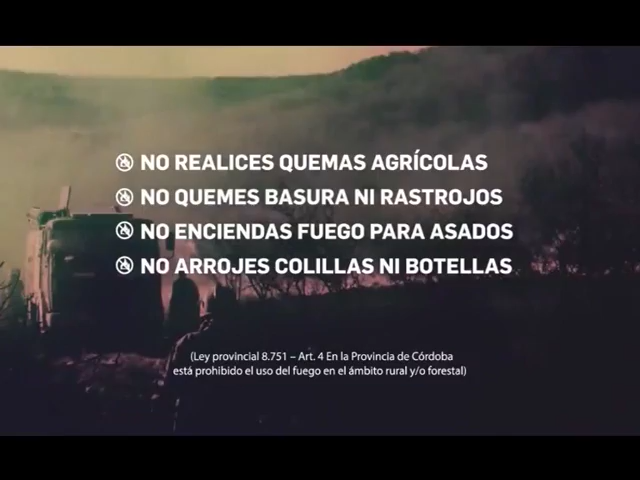 NO REALICES QUEMAS AGRÍCOLAS
NO QUEMES BASURA NI RASTROJOS
NO ENCIENDAS FUEGO PARA ASADOS
NO ARROJES COLILLAS NI BOTELLAS
(Ley provincial 8.751 – Art. 4 En la Provincia de Córdoba
está prohibido el uso del fuego en el ámbito rural y/o forestal)